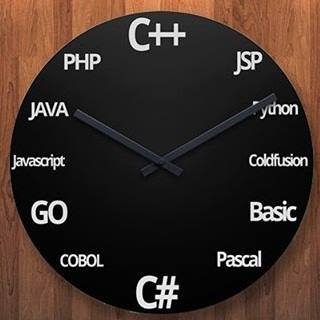 C++
PHP
JSP
JAVA
Python
Javascript
Coldfusion
GO
Basic
COBOL
Pascal
C#